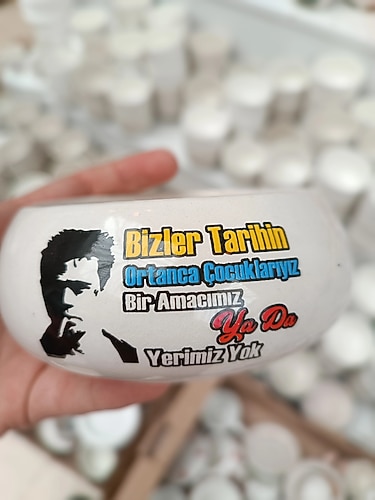 Bizler Tarihin
Ortanca Çocuklarıyız
Bir Amacımız
Ya Da
Yerimiz Yok